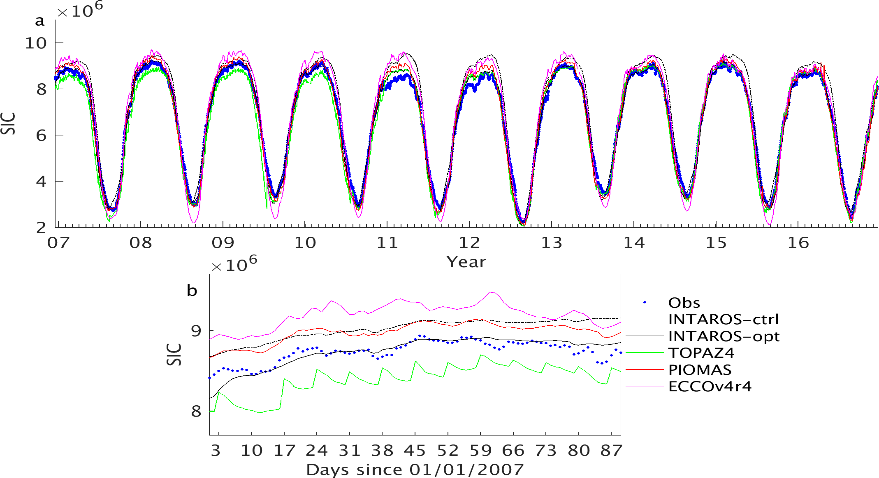 ×10⁶
a
10
8
6
4
2
SIC
07 08 09 10 11 12 13 14 15 16
Year
×10⁶
b
9
8
SIC
3 10 17 24 31 38 45 52 59 66 73 80 87
Days since 01/01/2007
Obs
INTAROS-ctrl
INTAROS-opt
TOPAZ4
PIOMAS
ECCOv4r4